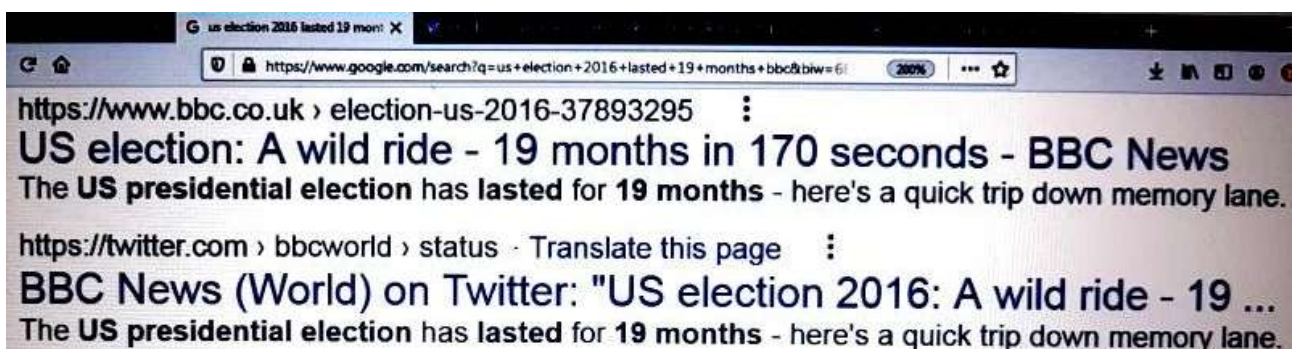 G us election 2016 lasted 19 mont X
https://www.google.com/search?q=us+election+2016+lasted+19+months+bbc&biw=6 200%
https://www.bbc.co.uk › election-us-2016-37893295
US election: A wild ride - 19 months in 170 seconds - BBC News
The US presidential election has lasted for 19 months - here's a quick trip down memory lane.
https://twitter.com › bbcworld › status · Translate this page
BBC News (World) on Twitter: "US election 2016: A wild ride - 19 ...
The US presidential election has lasted for 19 months - here's a quick trip down memory lane.